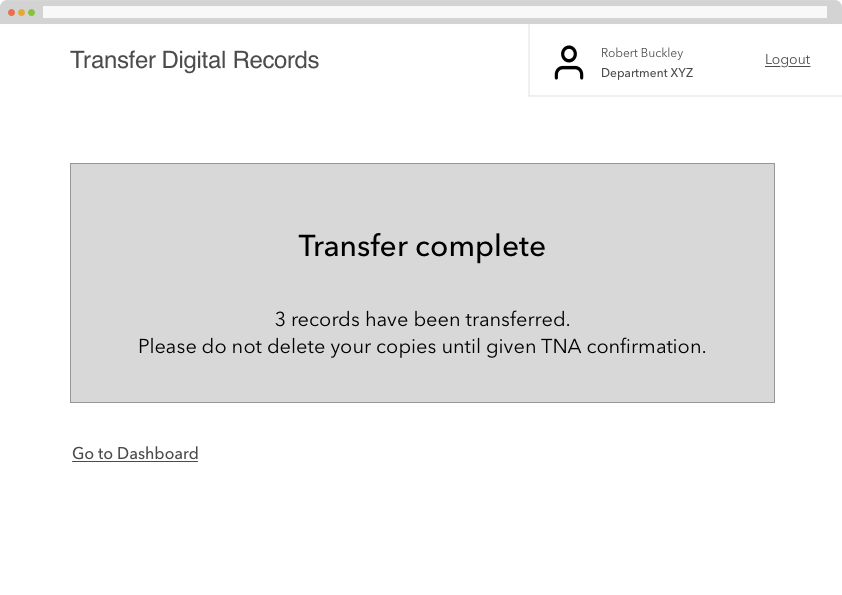 Transfer Digital Records
Robert Buckley
Department XYZ
Logout
Transfer complete
3 records have been transferred.
Please do not delete your copies until given TNA confirmation.
Go to Dashboard